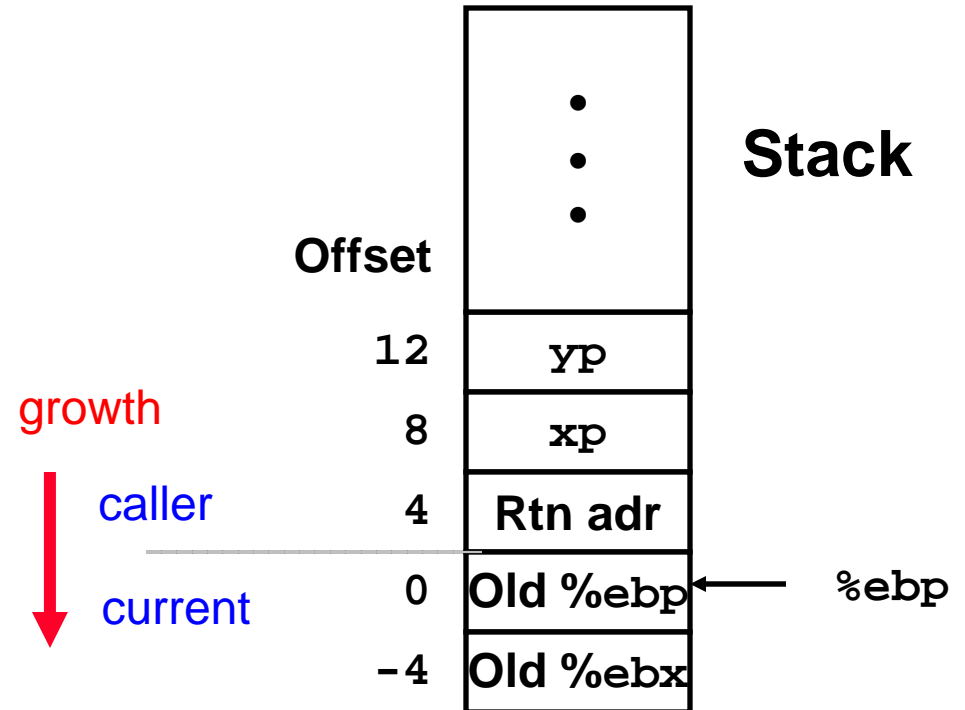 Stack
Offset
12 yp
growth
8 xp
caller
4 Rtn adr
current
0 Old %ebp %ebp
-4 Old %ebx